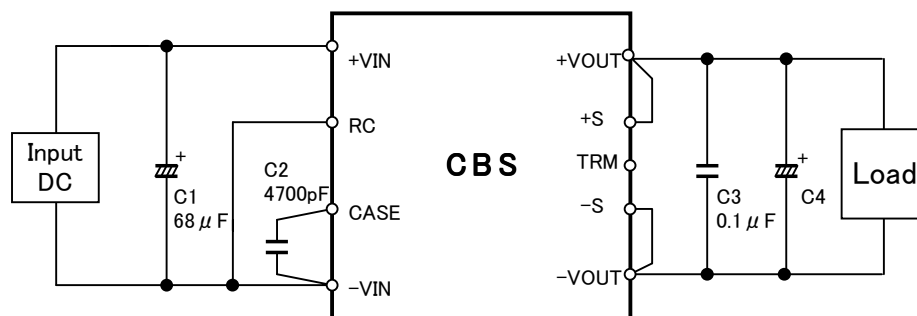 Input
DC
C1
68μF
C2
4700pF
+VIN
RC
CASE
-VIN
CBS
+VOUT
+S
TRM
-S
-VOUT
C3
0.1μF
C4
Load
+
+